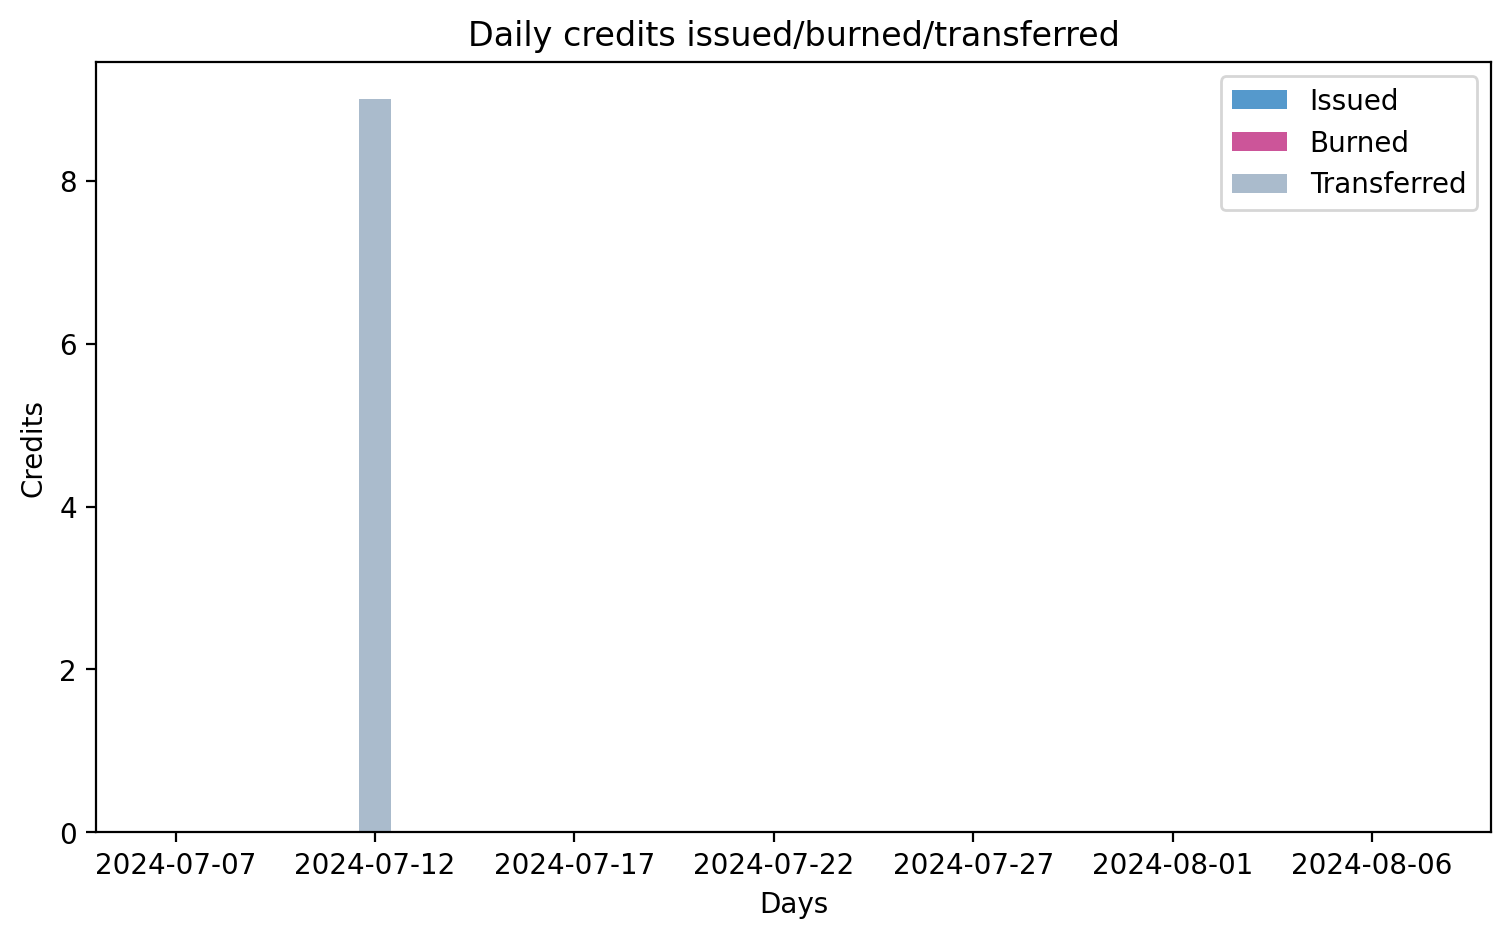 Daily credits issued/burned/transferred
Issued
Burned
Transferred
8
6
4
2
0
Credits
2024-07-07 2024-07-12 2024-07-17 2024-07-22 2024-07-27 2024-08-01 2024-08-06
Days